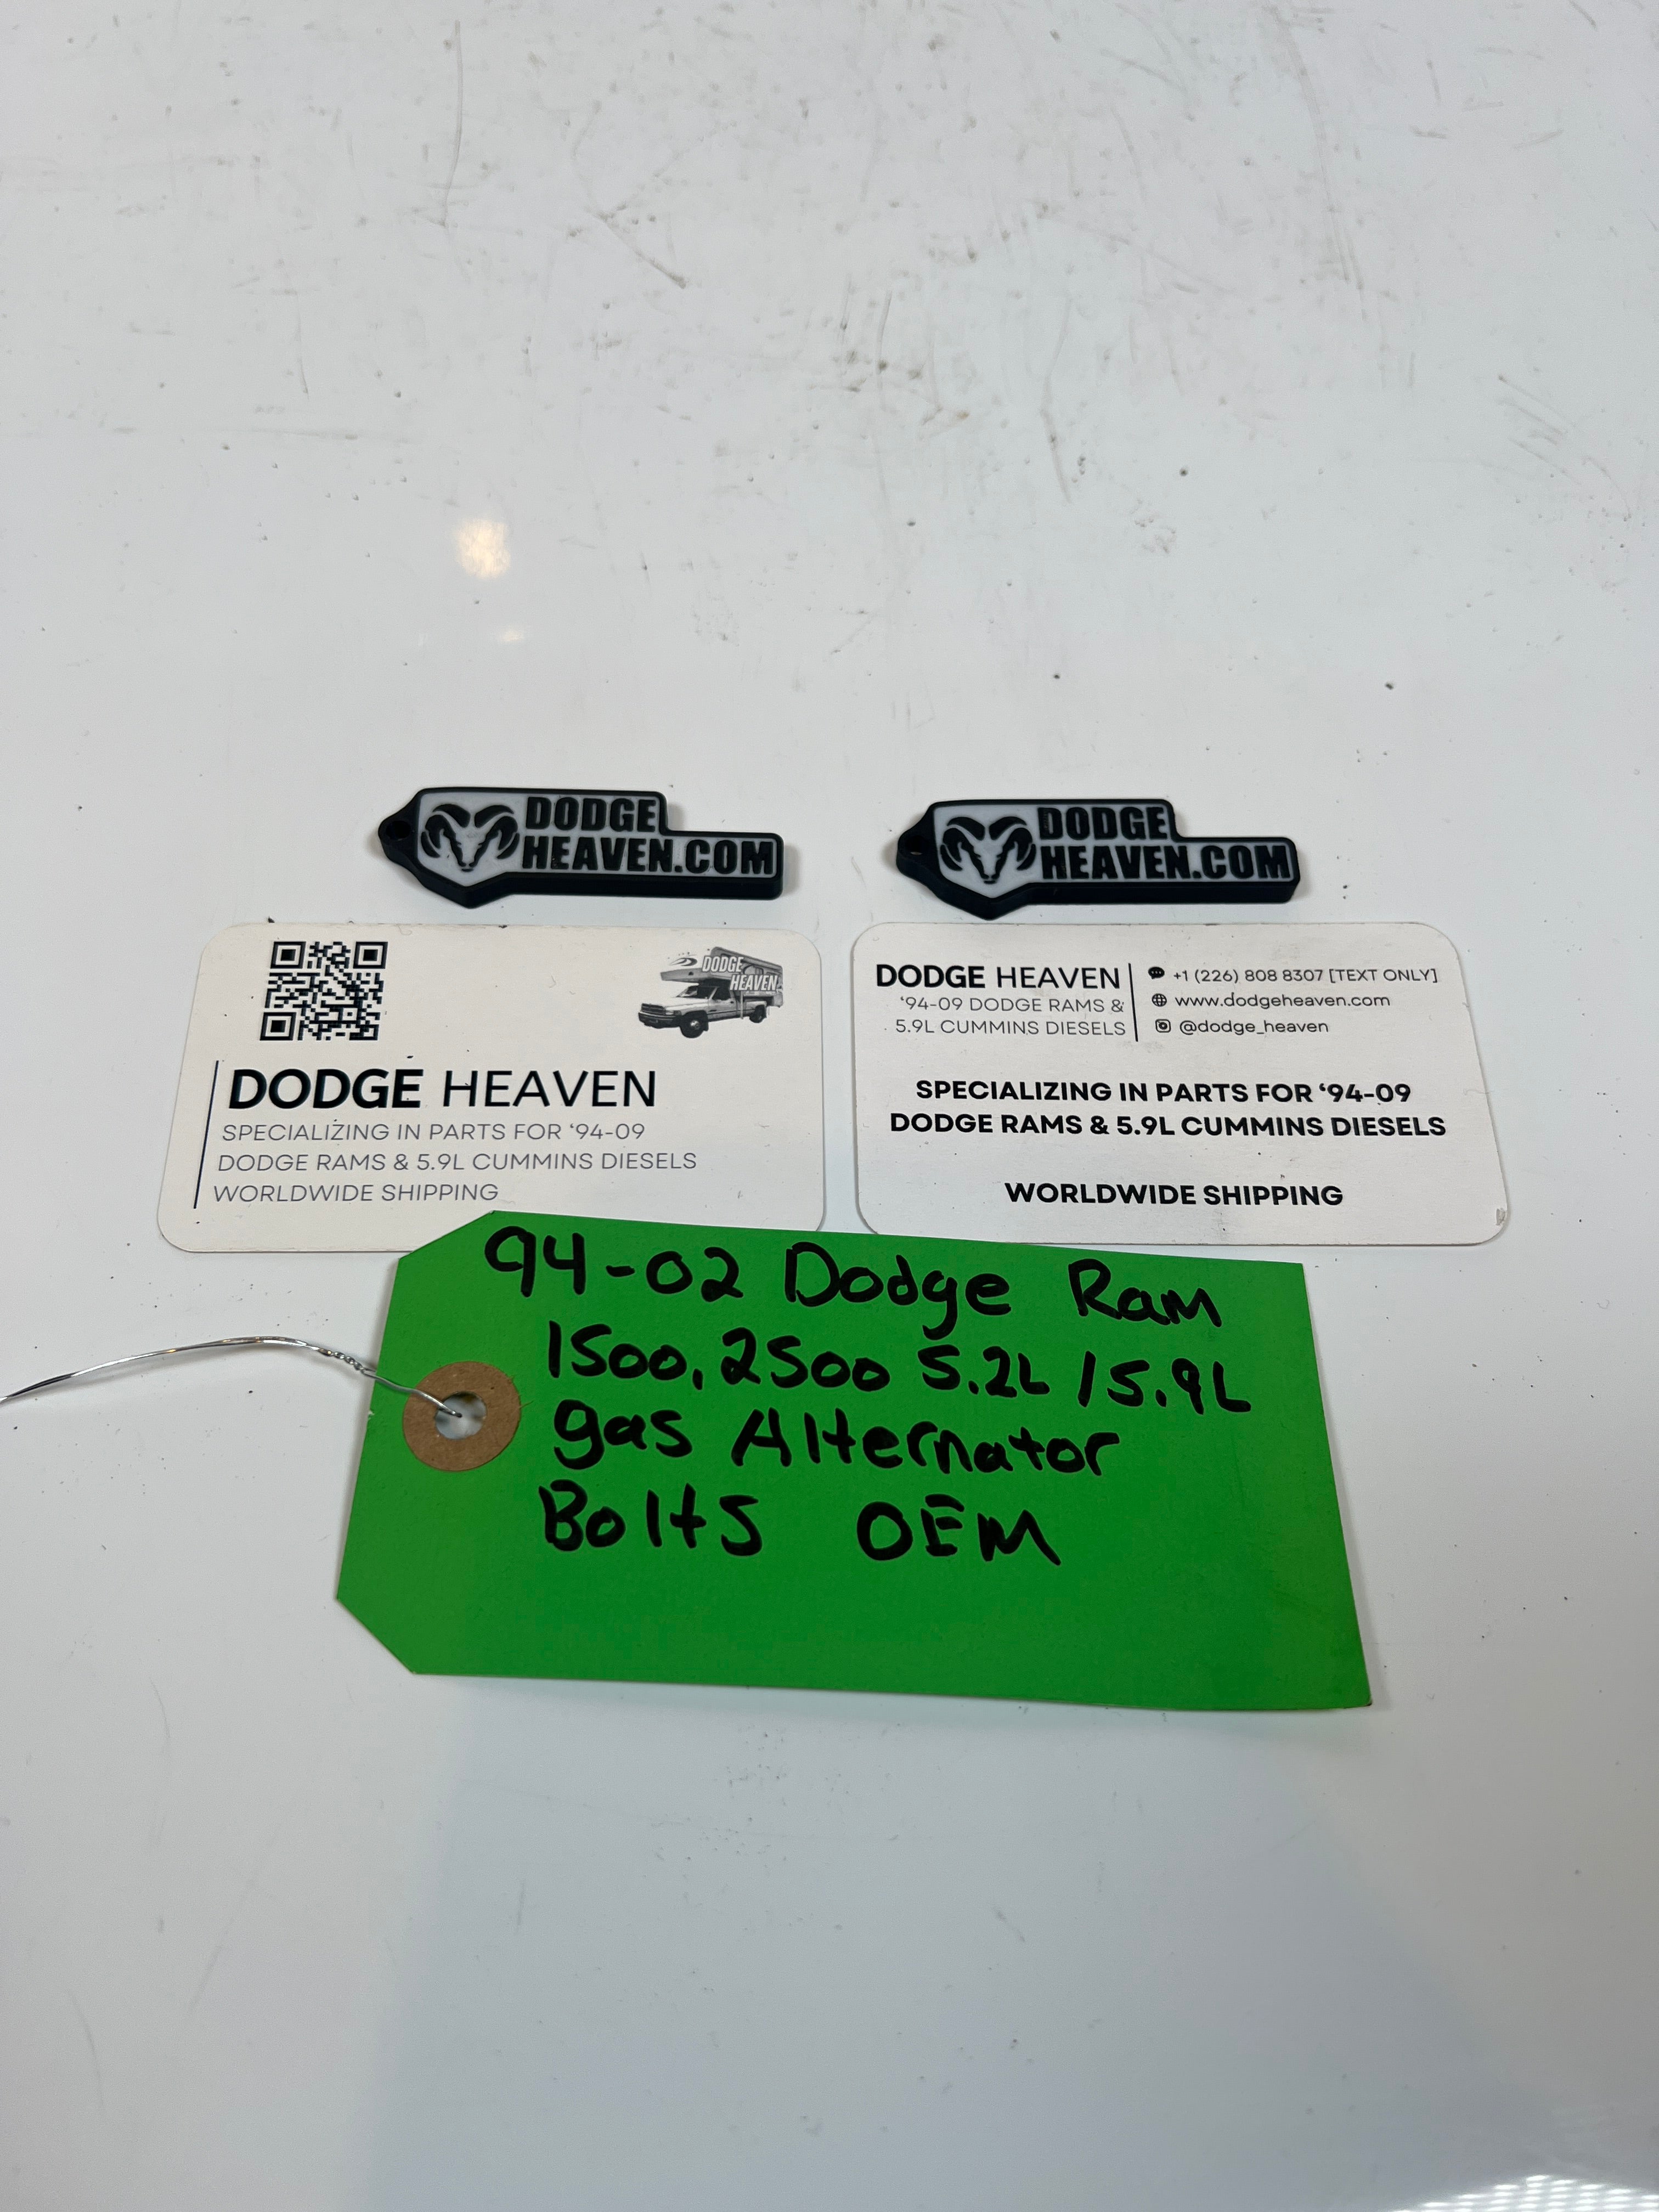 DODGE
HEAVEN.COM
DODGE
HEAVEN.COM
DODGE
HEAVEN
DODGE HEAVEN
SPECIALIZING IN PARTS FOR ‘94-09
DODGE RAMS & 5.9L CUMMINS DIESELS
WORLDWIDE SHIPPING
DODGE HEAVEN
‘94-09 DODGE RAMS &
5.9L CUMMINS DIESELS
+1 (226) 808 8307 [TEXT ONLY]
www.dodgeheaven.com
@dodge_heaven
SPECIALIZING IN PARTS FOR ‘94-09
DODGE RAMS & 5.9L CUMMINS DIESELS
WORLDWIDE SHIPPING
94-02 Dodge Ram
1500, 2500 5.2L / 5.9L
gas Alternator
Bolts OEM